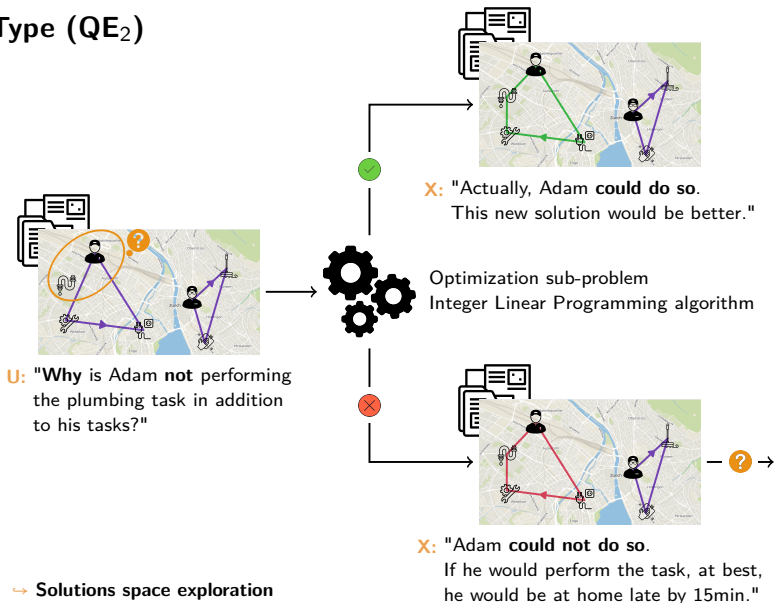 Type (QE₂)
X: "Actually, Adam could do so.
This new solution would be better."
Optimization sub-problem
Integer Linear Programming algorithm
U: "Why is Adam not performing
the plumbing task in addition
to his tasks?"
X: "Adam could not do so.
If he would perform the task, at best,
he would be at home late by 15min."
↪ Solutions space exploration